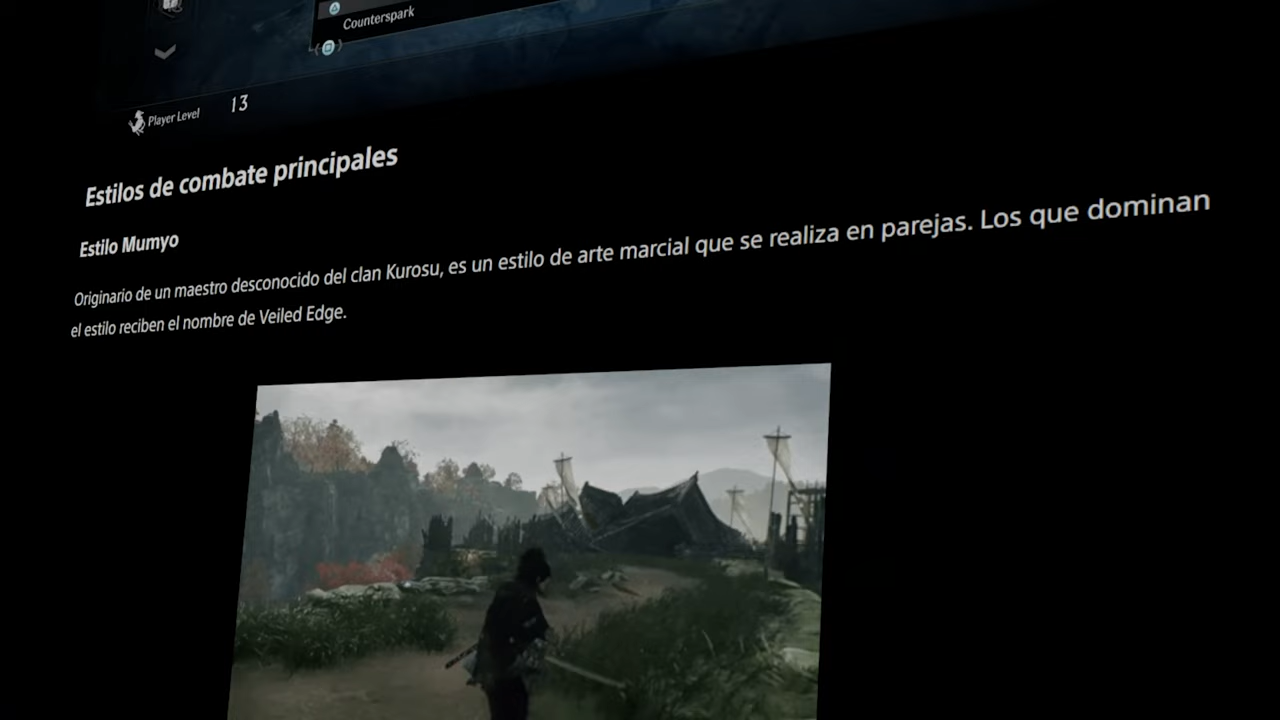 Counterspark
Player Level 13
Estilos de combate principales
Estilo Mumyo
Originario de un maestro desconocido del clan Kurosu, es un estilo de arte marcial que se realiza en parejas. Los que dominan
el estilo reciben el nombre de Veiled Edge.